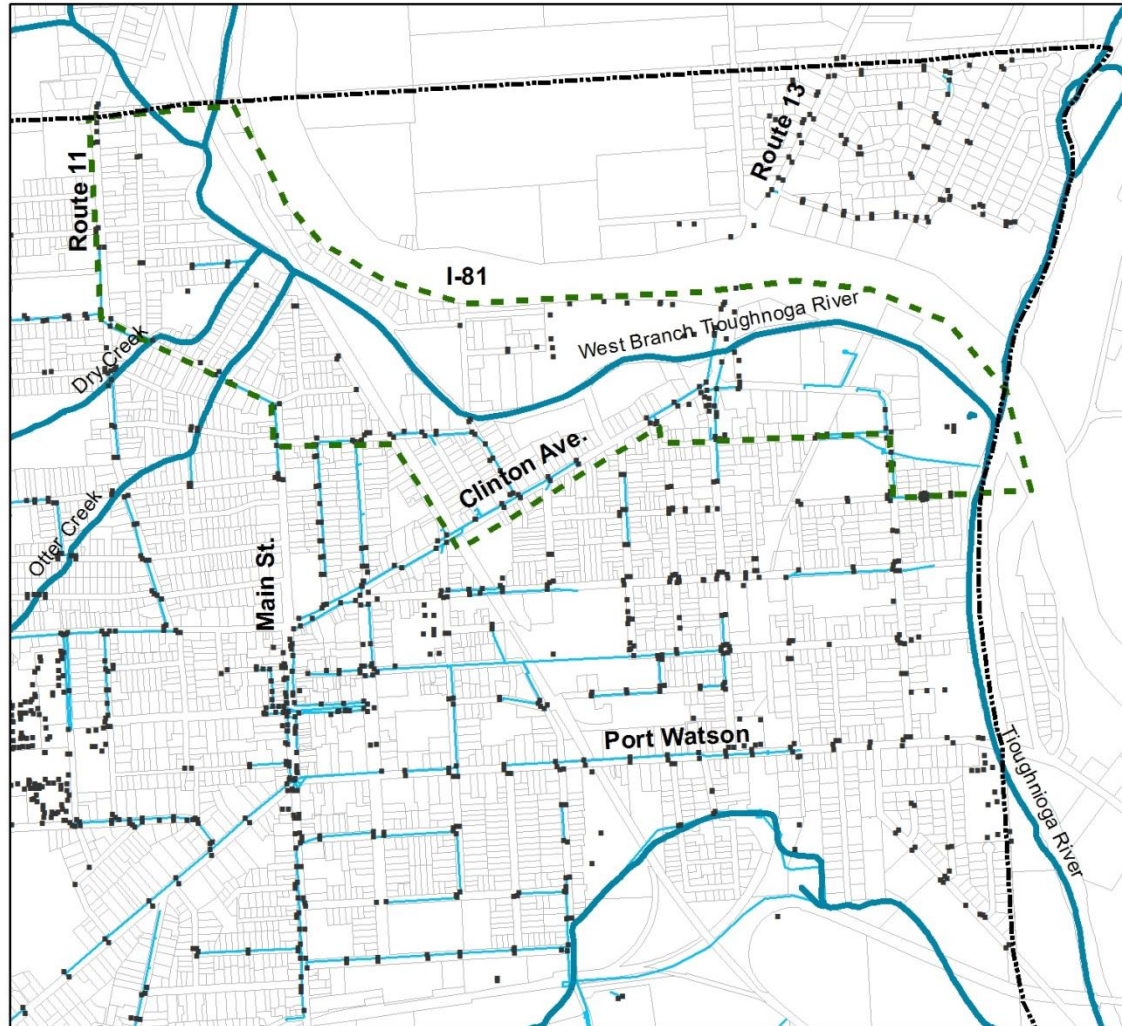 Route 13
Route 11
I-81
West Branch Tioughnoga River
Dry Creek
Clinton Ave.
Otter Creek
Main St.
Port Watson
Tioughnioga River